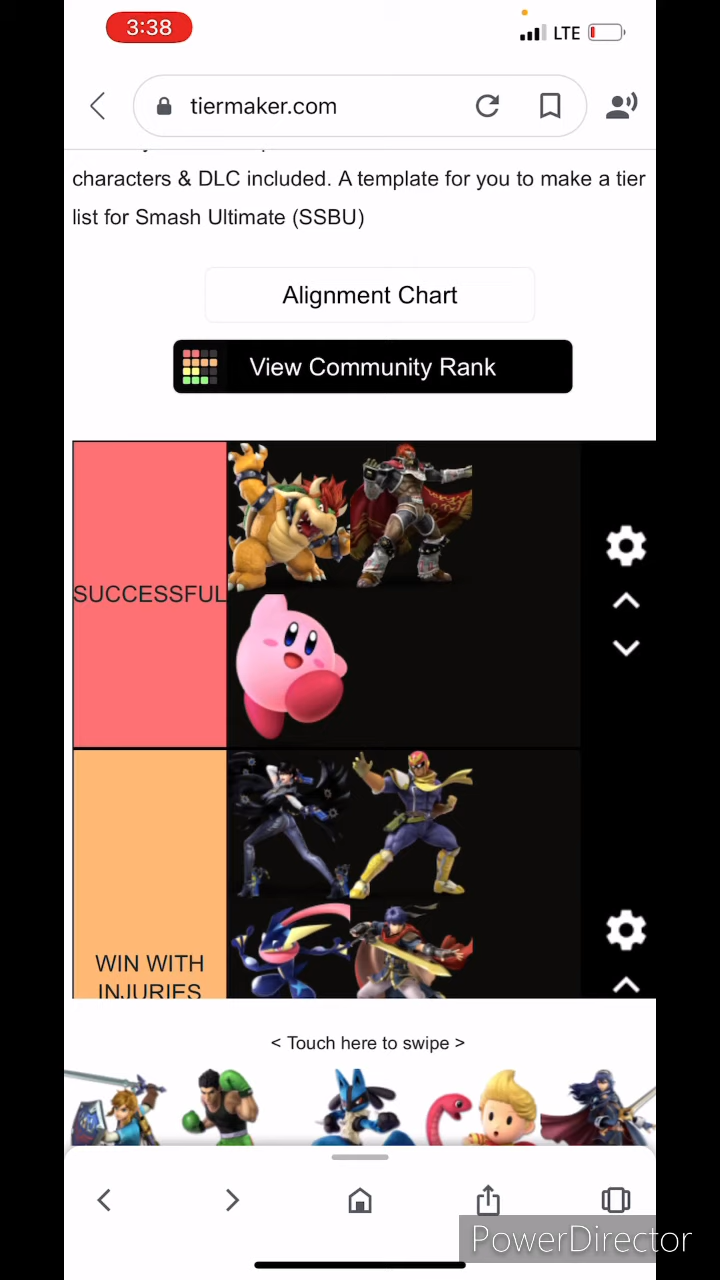 3:38
LTE
tiermaker.com
characters & DLC included. A template for you to make a tier
list for Smash Ultimate (SSBU)
Alignment Chart
View Community Rank
SUCCESSFUL
WIN WITH
INJURIES
< Touch here to swipe >
PowerDirector